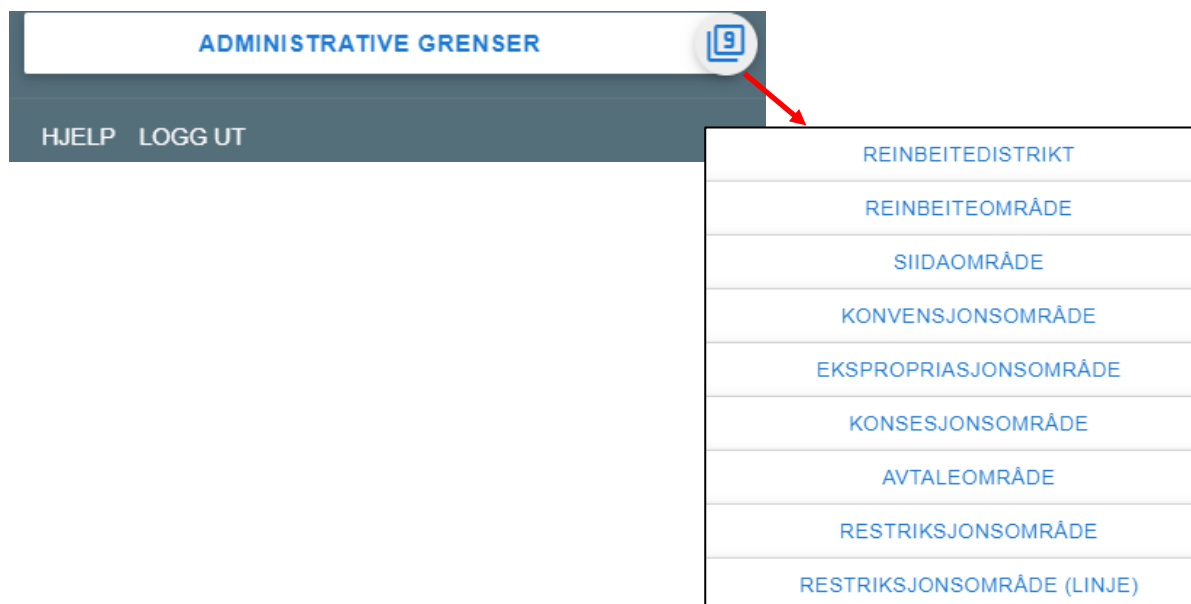 ADMINISTRATIVE GRENSER
9
HJELP LOGG UT
REINBEITEDISTRIKT
REINBEITEOMRÅDE
SIIDAOMRÅDE
KONVENSJONSOMRÅDE
EKSPROPRIASJONSOMRÅDE
KONSESJONSOMRÅDE
AVTALEOMRÅDE
RESTRIKSJONSOMRÅDE
RESTRIKSJONSOMRÅDE (LINJE)